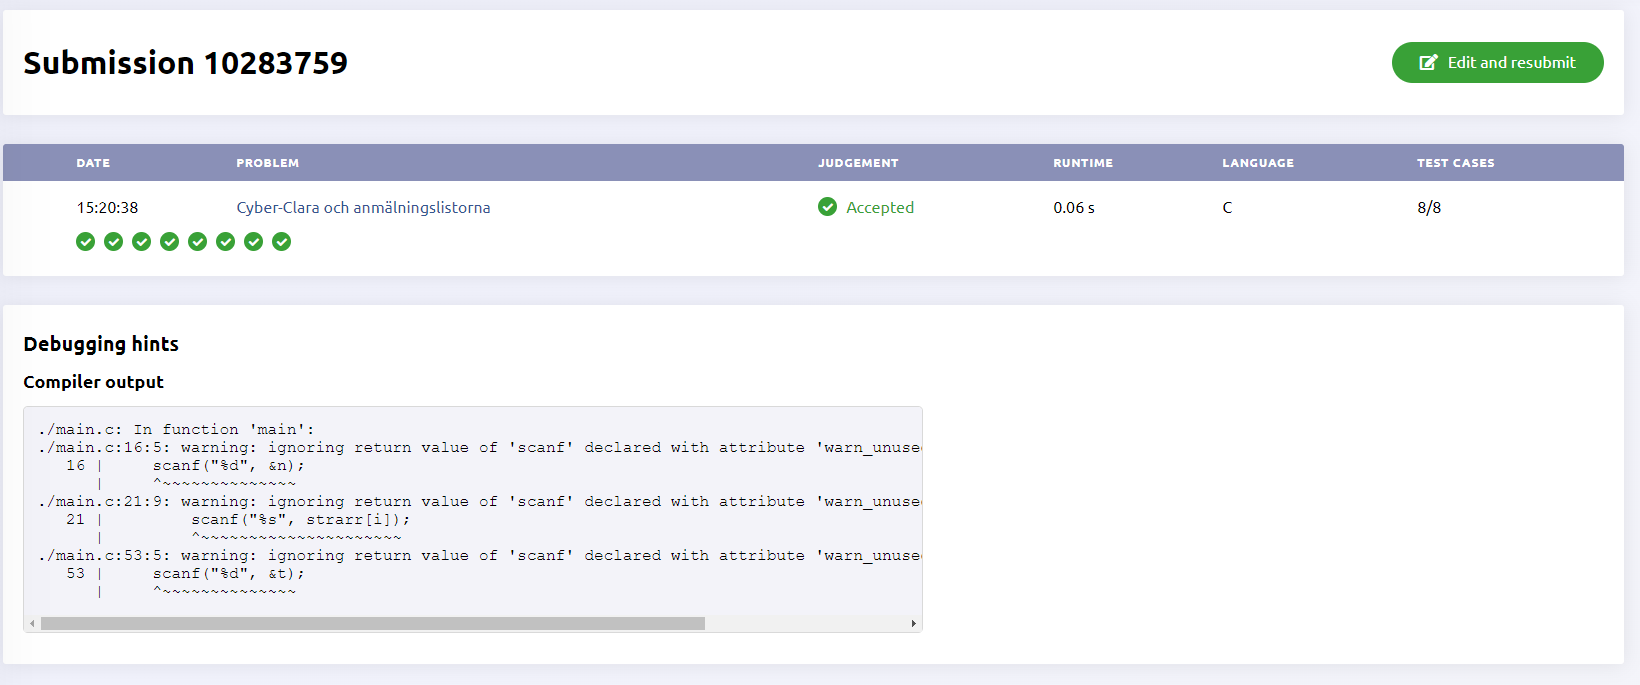 Submission 10283759
Edit and resubmit
DATE PROBLEM JUDGEMENT RUNTIME LANGUAGE TEST CASES
15:20:38 Cyber-Clara och anmälningslistorna Accepted 0.06 s C 8/8
Debugging hints
Compiler output
./main.c: In function 'main':
./main.c:16:5: warning: ignoring return value of 'scanf' declared with attribute 'warn_unused
   16 |     scanf("%d", &n);
      |     ^~~~~~~~~~~~~~~
./main.c:21:9: warning: ignoring return value of 'scanf' declared with attribute 'warn_unused
   21 |         scanf("%s", strarr[i]);
      |         ^~~~~~~~~~~~~~~~~~~~~~
./main.c:53:5: warning: ignoring return value of 'scanf' declared with attribute 'warn_unused
   53 |     scanf("%d", &t);
      |     ^~~~~~~~~~~~~~~